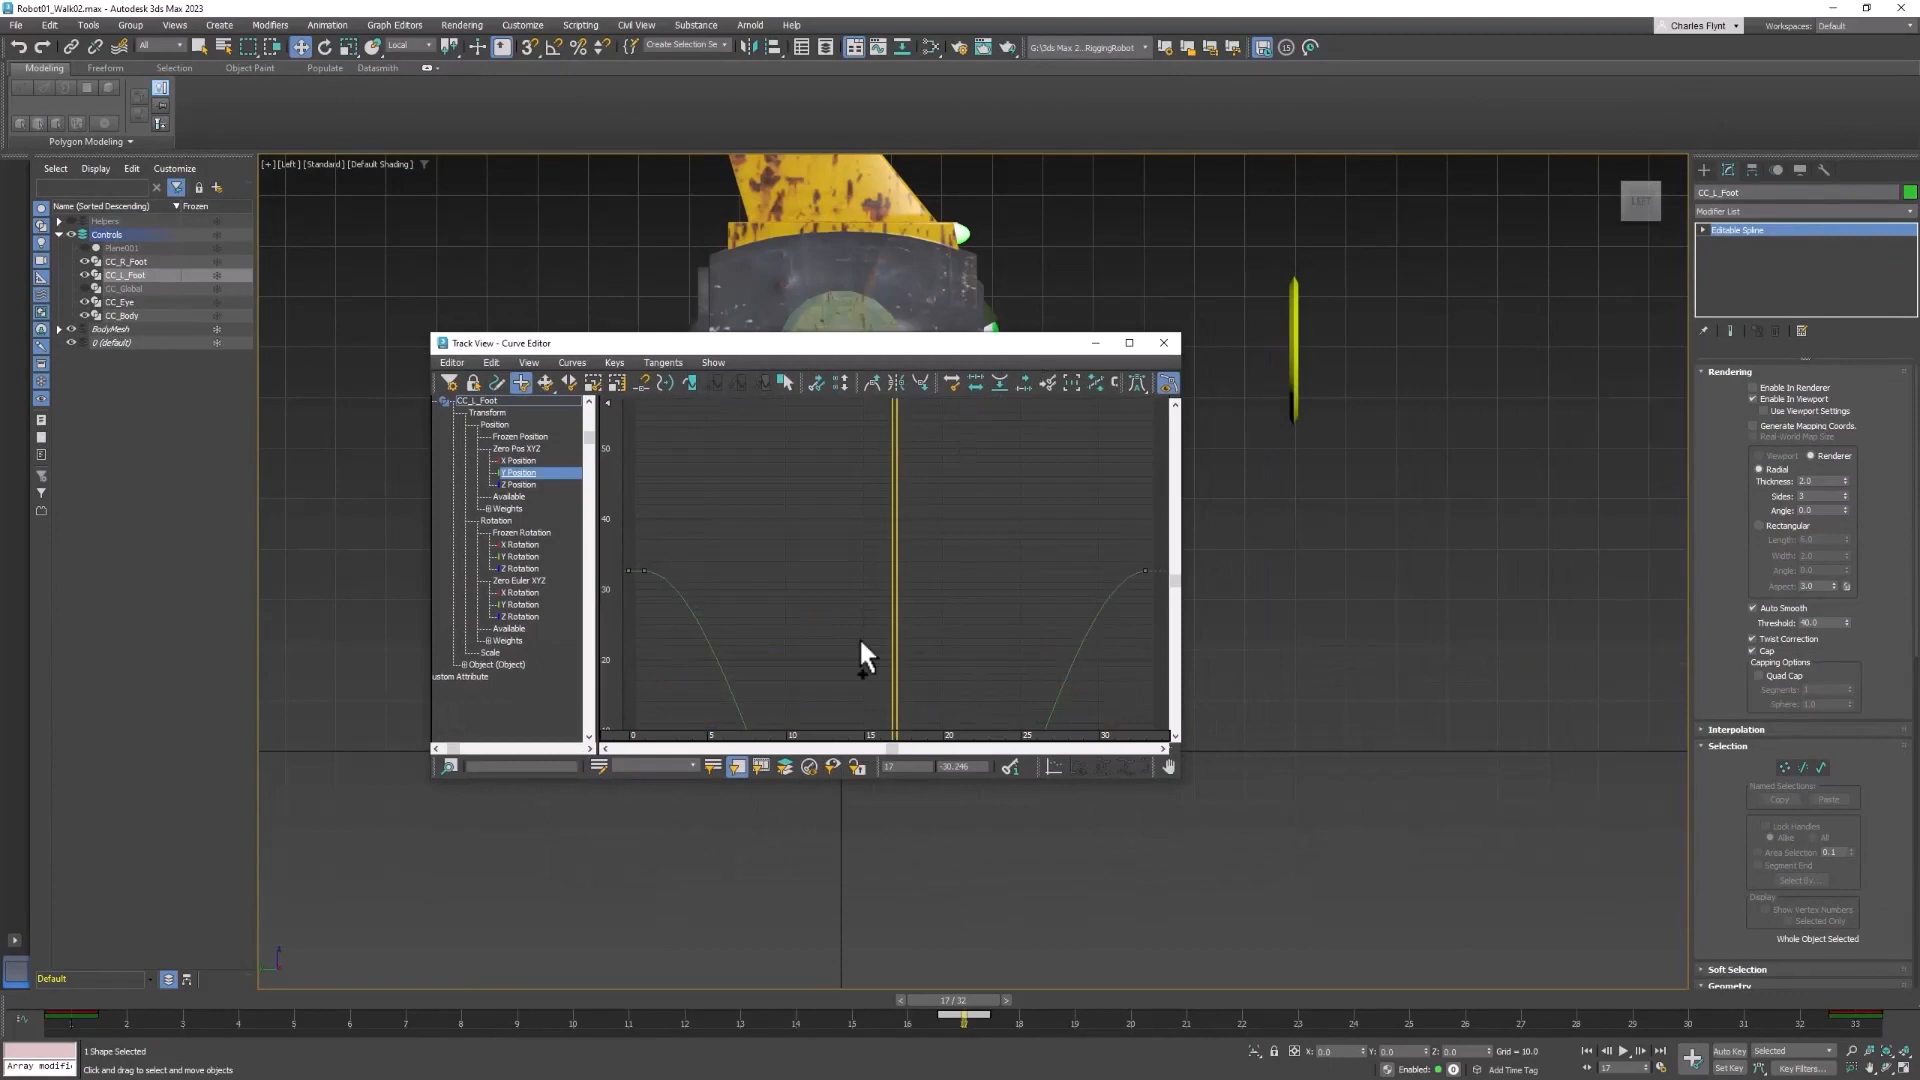 Robot01_Walk02.max - Autodesk 3ds Max 2023
File Edit Tools Group Views Create Modifiers Animation Graph Editors Rendering Customize Scripting Civil View Substance Arnold Help
Charles Flynt
Workspaces: Default
All
Local
Create Selection Se
G:\3ds Max 2...RiggingRobot
15
Modeling Freeform Selection Object Paint Populate Datasmith
Polygon Modeling
Select Display Edit Customize
Name (Sorted Descending) Frozen
Helpers
Controls
Plane001
CC_R_Foot
CC_L_Foot
CC_Global
CC_Eye
CC_Body
BodyMesh
0 (default)
[+] [Left] [Standard] [Default Shading]
LEFT
Track View - Curve Editor
Editor Edit View Curves Keys Tangents Show
CC_L_Foot
Transform
Position
Frozen Position
Zero Pos XYZ
X Position
Y Position
Z Position
Available
Weights
Rotation
Frozen Rotation
X Rotation
Y Rotation
Z Rotation
Zero Euler XYZ
X Rotation
Y Rotation
Z Rotation
Available
Weights
Scale
Object (Object)
ustom Attribute
50
40
30
20
0 5 10 15 20 25 30
17 -30.246
CC_L_Foot
Modifier List
Editable Spline
Rendering
Enable In Renderer
Enable In Viewport
Use Viewport Settings
Generate Mapping Coords.
Real-World Map Size
Viewport Renderer
Radial
Thickness: 2.0
Sides: 3
Angle: 0.0
Rectangular
Length: 6.0
Width: 2.0
Angle: 0.0
Aspect: 3.0
Auto Smooth
Threshold: 40.0
Twist Correction
Cap
Capping Options
Quad Cap
Segments: 1
Sphere: 1.0
Interpolation
Selection
Named Selections:
Copy Paste
Lock Handles
Alike All
Area Selection 0.1
Segment End
Select By...
Display
Show Vertex Numbers
Selected Only
Whole Object Selected
Soft Selection
Geometry
Default
17 / 32
1 2 3 4 5 6 7 8 9 10 11 12 13 14 15 16 17 18 19 20 21 22 23 24 25 26 27 28 29 30 31 32 33
1 Shape Selected
Array modifi
Click and drag to select and move objects
X: 0.0 Y: 0.0 Z: 0.0 Grid = 10.0
Enabled: 0 Add Time Tag
Auto Key Selected
Set Key Key Filters...
17